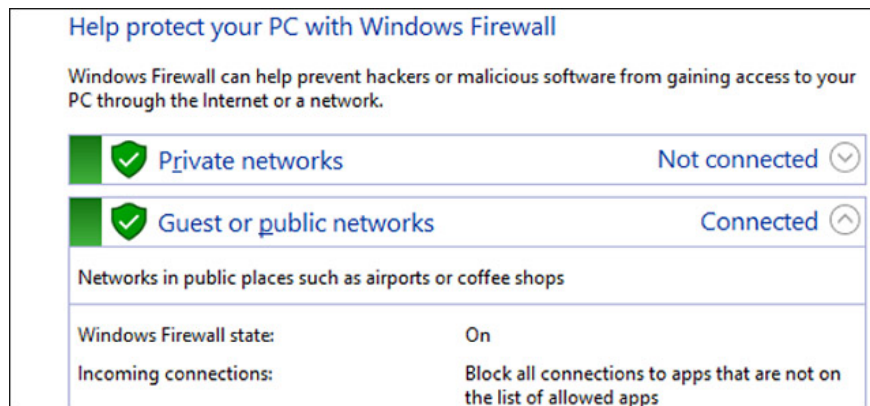 Help protect your PC with Windows Firewall
Windows Firewall can help prevent hackers or malicious software from gaining access to your
PC through the Internet or a network.
Private networks Not connected
Guest or public networks Connected
Networks in public places such as airports or coffee shops
Windows Firewall state: On
Incoming connections: Block all connections to apps that are not on
the list of allowed apps